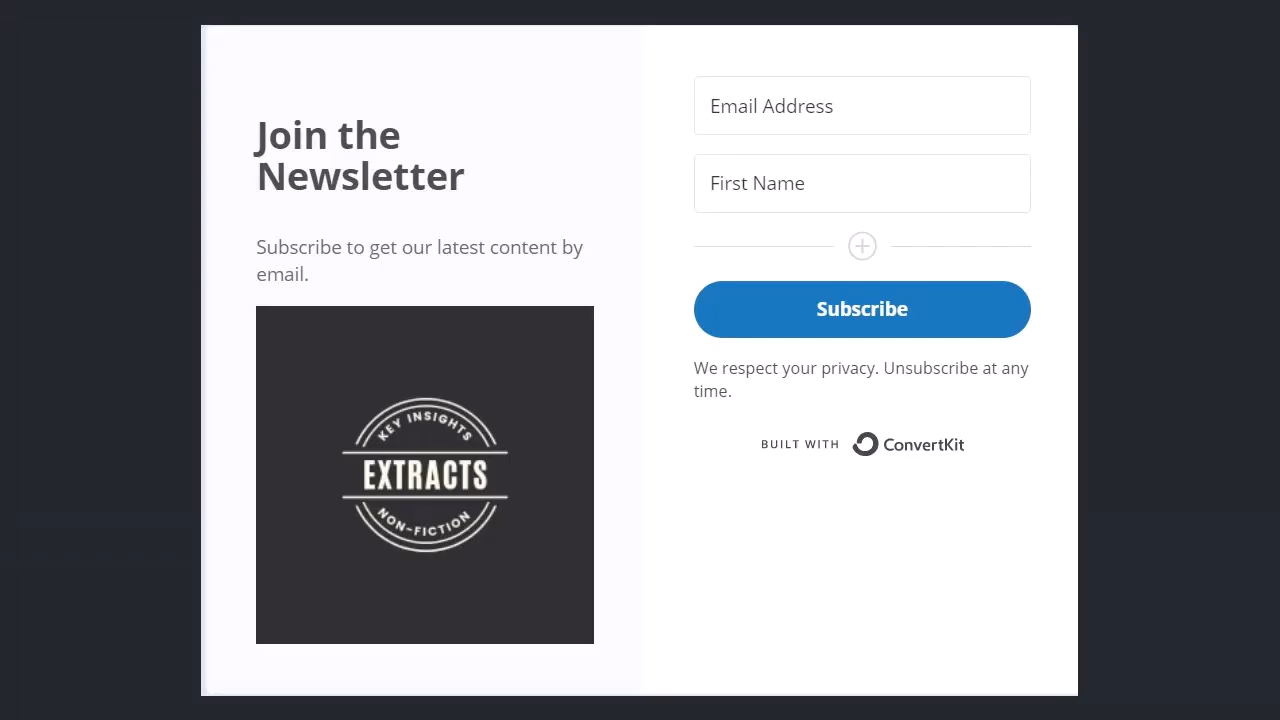 Join the
Newsletter
Subscribe to get our latest content by
email.
KEY INSIGHTS
EXTRACTS
NON-FICTION
Email Address
First Name
Subscribe
We respect your privacy. Unsubscribe at any
time.
BUILT WITH ConvertKit